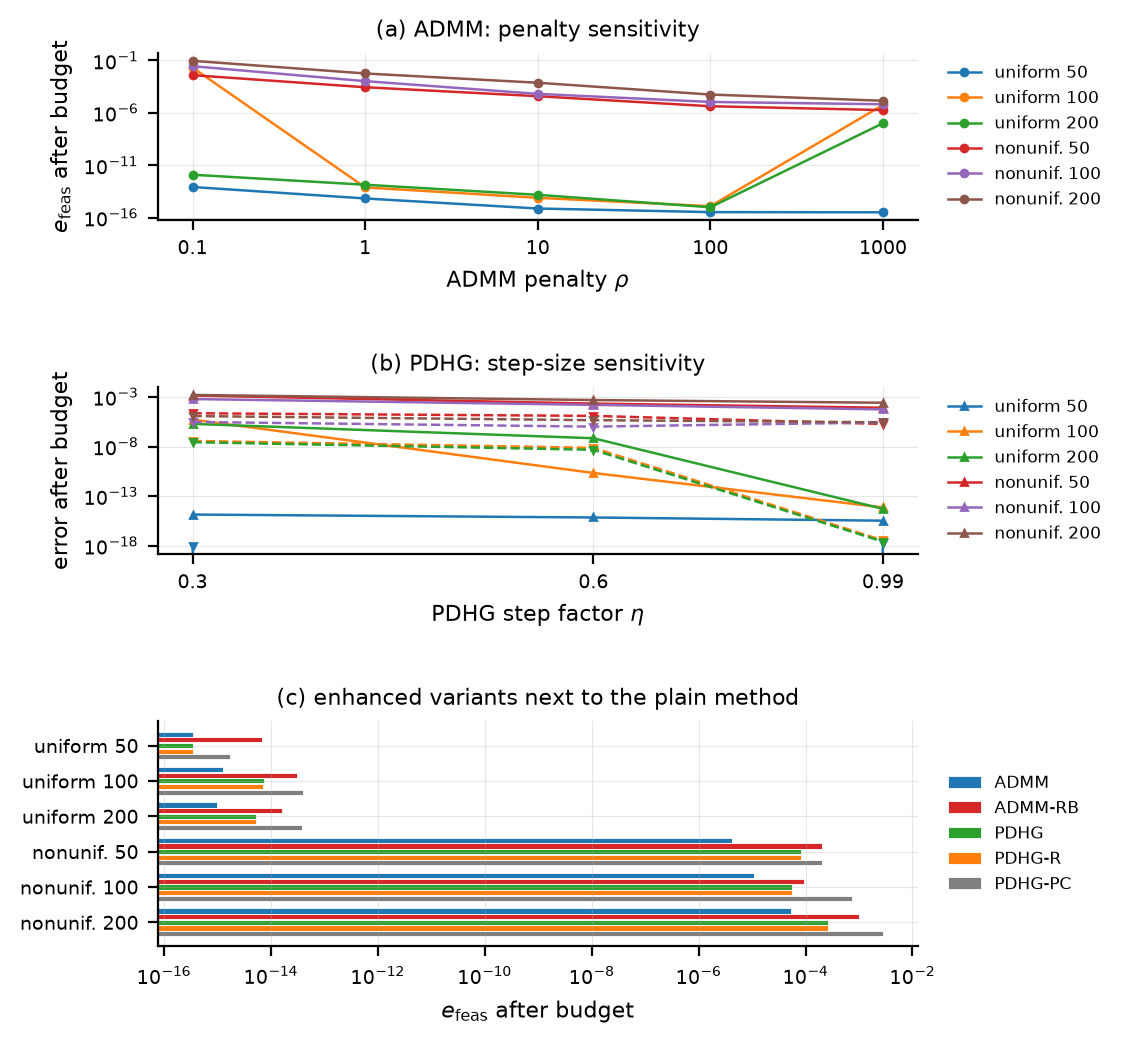 (a) ADMM: penalty sensitivity
e_feas after budget
10^−1
10^−6
10^−11
10^−16
0.1 1 10 100 1000
ADMM penalty ρ
uniform 50
uniform 100
uniform 200
nonunif. 50
nonunif. 100
nonunif. 200
(b) PDHG: step-size sensitivity
error after budget
10^−3
10^−8
10^−13
10^−18
0.3 0.6 0.99
PDHG step factor η
uniform 50
uniform 100
uniform 200
nonunif. 50
nonunif. 100
nonunif. 200
(c) enhanced variants next to the plain method
uniform 50
uniform 100
uniform 200
nonunif. 50
nonunif. 100
nonunif. 200
10^−16 10^−14 10^−12 10^−10 10^−8 10^−6 10^−4 10^−2
e_feas after budget
ADMM
ADMM-RB
PDHG
PDHG-R
PDHG-PC